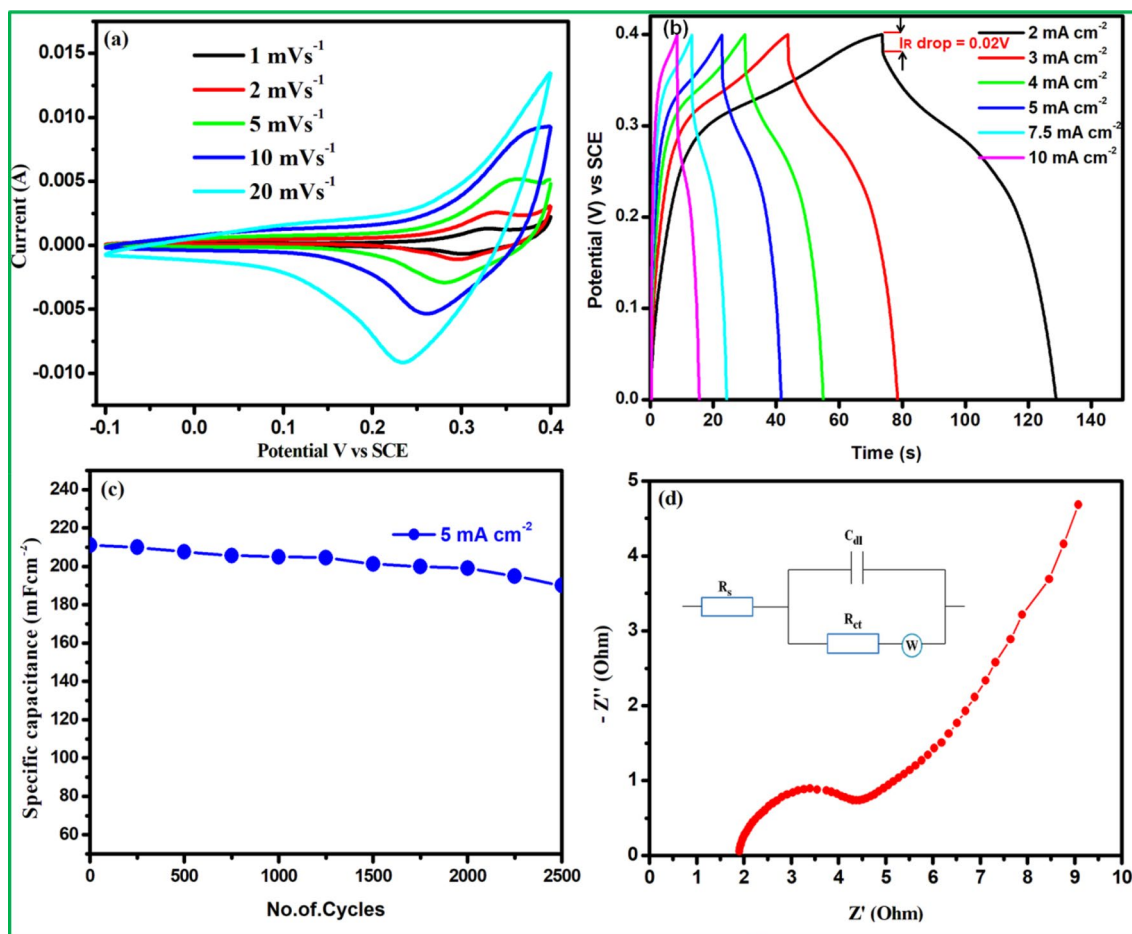 (a)
1 mVs-1
2 mVs-1
5 mVs-1
10 mVs-1
20 mVs-1
0.015
0.010
0.005
0.000
-0.005
-0.010
Current (A)
-0.1 0.0 0.1 0.2 0.3 0.4
Potential V vs SCE
(b)
IR drop = 0.02V
2 mA cm-2
3 mA cm-2
4 mA cm-2
5 mA cm-2
7.5 mA cm-2
10 mA cm-2
0.4
0.3
0.4
0.1
0.0
Potential (V) vs SCE
0 20 40 60 80 100 120 140
Time (s)
(c)
5 mA cm-2
240
220
210
200
180
160
140
120
100
80
60
Specific capacitance (mFcm-2)
0 500 1000 1500 2000 2500
No.of.Cycles
(d)
Cdl
Rs
Rct
W
5
4
3
2
1
0
- Z'' (Ohm)
0 1 2 3 4 5 6 7 8 9 10
Z' (Ohm)